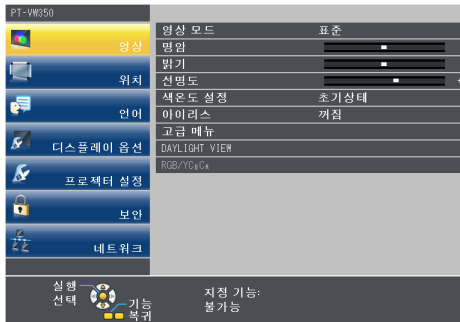 PT-VW350
영상
위치
언어
디스플레이 옵션
프로젝터 설정
보안
네트워크
영상 모드 표준
명암
밝기
선명도
색온도 설정 초기상태
아이리스 꺼짐
고급 메뉴
DAYLIGHT VIEW
RGB/YCBCR
실행
선택
기능
복귀
지정 기능:
불가능